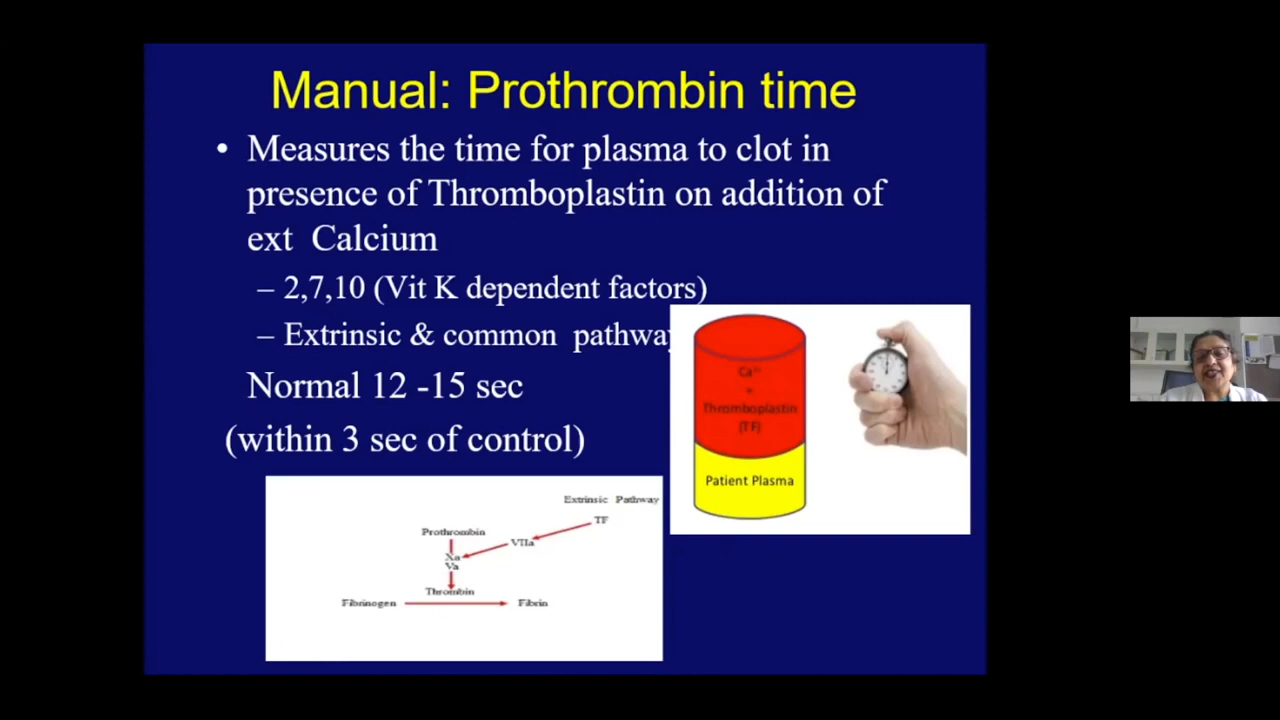 Manual: Prothrombin time
• Measures the time for plasma to clot in
presence of Thromboplastin on addition of
ext Calcium
– 2,7,10 (Vit K dependent factors)
– Extrinsic & common pathway
Normal 12 -15 sec
(within 3 sec of control)
Ca²⁺
+
Thromboplastin
(TF)
Patient Plasma
Extrinsic Pathway
TF
Prothrombin
VIIa
Xa
Va
Thrombin
Fibrinogen
Fibrin